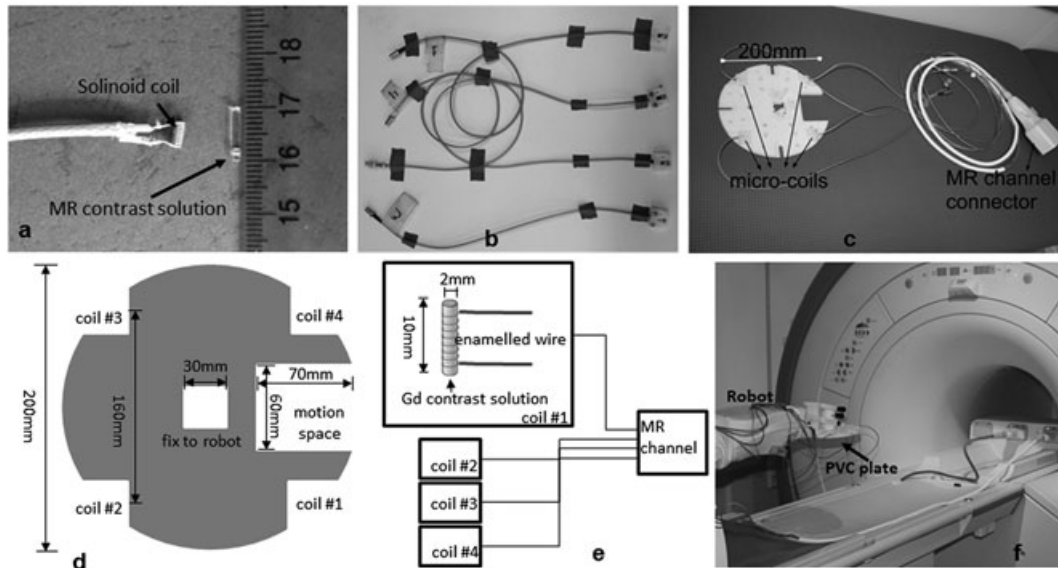 Solinoid coil
MR contrast solution
18
17
16
15
a
b
200mm
micro-coils
MR channel
connector
c
coil #3
coil #4
200mm
160mm
30mm
fix to robot
70mm
60mm
motion
space
coil #2
coil #1
d
2mm
10mm
enamelled wire
Gd contrast solution
coil #1
MR
channel
coil #2
coil #3
coil #4
e
Robot
PVC plate
f